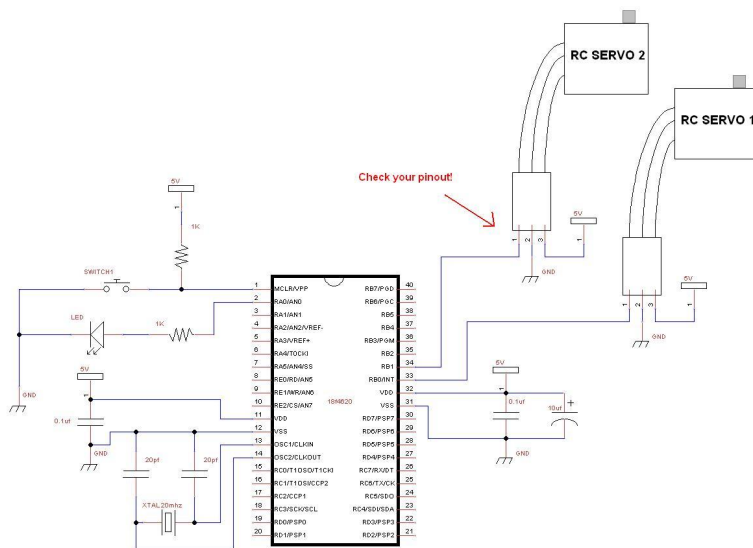 RC SERVO 2
RC SERVO 1
Check your pinout!
5V
1
1K
SWITCH1
LED
1K
GND
5V
1
0.1uf
GND
20pf
20pf
XTAL20mhz
1 MCLR/VPP
2 RA0/AN0
3 RA1/AN1
4 RA2/AN2/VREF-
5 RA3/VREF+
6 RA4/TOCKI
7 RA5/AN4/SS
8 RE0/RD/AN5
9 RE1/WR/AN6
10 RE2/CS/AN7
11 VDD
12 VSS
13 OSC1/CLKIN
14 OSC2/CLKOUT
15 RC0/T1OSO/T1CKI
16 RC1/T1OSI/CCP2
17 RC2/CCP1
18 RC3/SCK/SCL
19 RD0/PSP0
20 RD1/PSP1
18f4620
RB7/PGD 40
RB6/PGC 39
RB5 38
RB4 37
RB3/PGM 36
RB2 35
RB1 34
RB0/INT 33
VDD 32
VSS 31
RD7/PSP7 30
RD6/PSP6 29
RD5/PSP5 28
RD4/PSP4 27
RC7/RX/DT 26
RC6/TX/CK 25
RC5/SDO 24
RC4/SDI/SDA 23
RD3/PSP3 22
RD2/PSP2 21
1 2 3
5V
1
GND
1 2 3
5V
1
GND
5V
1
0.1uf
10uf
+
GND